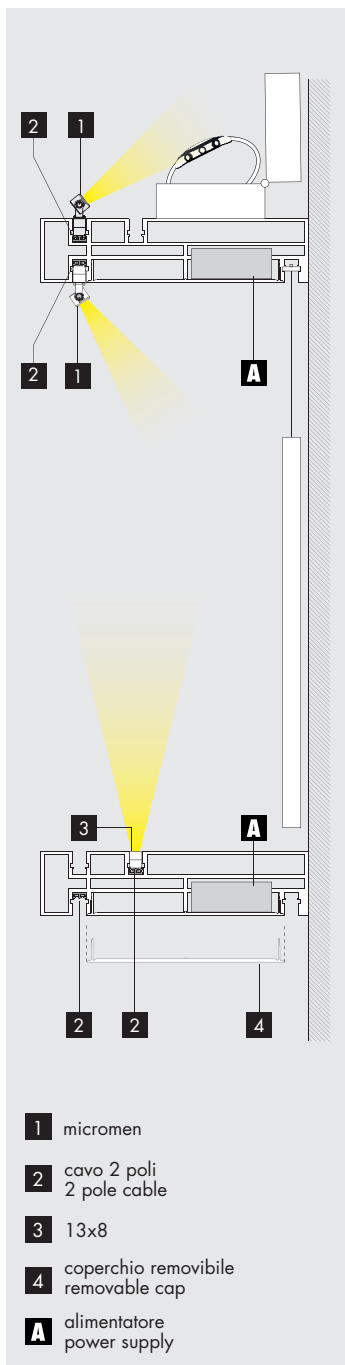 2 1
2 1 A
3 A
2 2 4
1 micromen
2 cavo 2 poli
2 pole cable
3 13x8
4 coperchio removibile
removable cap
A alimentatore
power supply